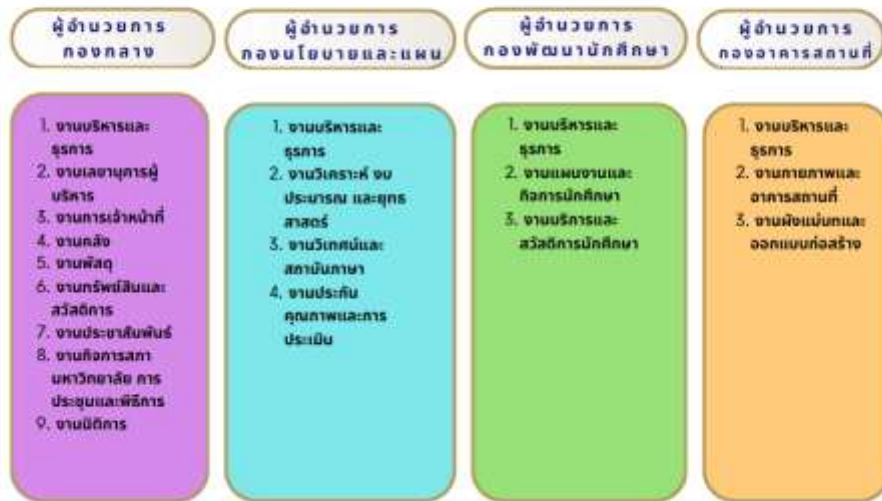 ผู้อำนวยการ
กองกลาง
1. งานบริหารและ
ธุรการ
2. งานเลขานุการผู้
บริหาร
3. งานการเจ้าหน้าที่
4. งานคลัง
5. งานพัสดุ
6. งานทรัพย์สินและ
สวัสดิการ
7. งานประชาสัมพันธ์
8. งานกิจการสภา
มหาวิทยาลัย การ
ประชุมและพิธีการ
9. งานนิติการ
ผู้อำนวยการ
กองนโยบายและแผน
1. งานบริหารและ
ธุรการ
2. งานวิเคราะห์ งบ
ประมาณ และยุทธ
ศาสตร์
3. งานวิเทศน์และ
สถาบันภาษา
4. งานประกัน
คุณภาพและการ
ประเมิน
ผู้อำนวยการ
กองพัฒนานักศึกษา
1. งานบริหารและ
ธุรการ
2. งานแผนงานและ
กิจการนักศึกษา
3. งานบริการและ
สวัสดิการนักศึกษา
ผู้อำนวยการ
กองอาคารสถานที่
1. งานบริหารและ
ธุรการ
2. งานกายภาพและ
อาคารสถานที่
3. งานผังแม่บทและ
ออกแบบก่อสร้าง